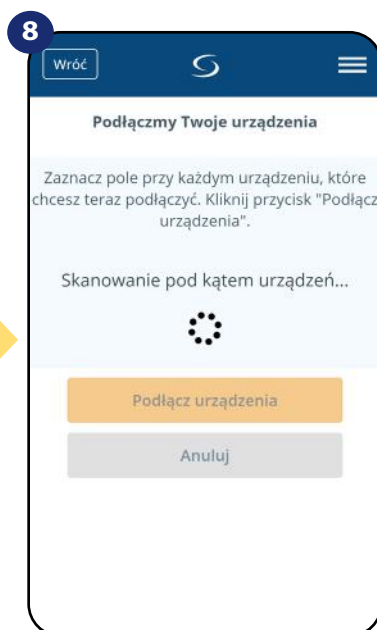 8
Wróć
Podłączmy Twoje urządzenia
Zaznacz pole przy każdym urządzeniu, które
chcesz teraz podłączyć. Kliknij przycisk "Podłącz
urządzenia".
Skanowanie pod kątem urządzeń...
Podłącz urządzenia
Anuluj